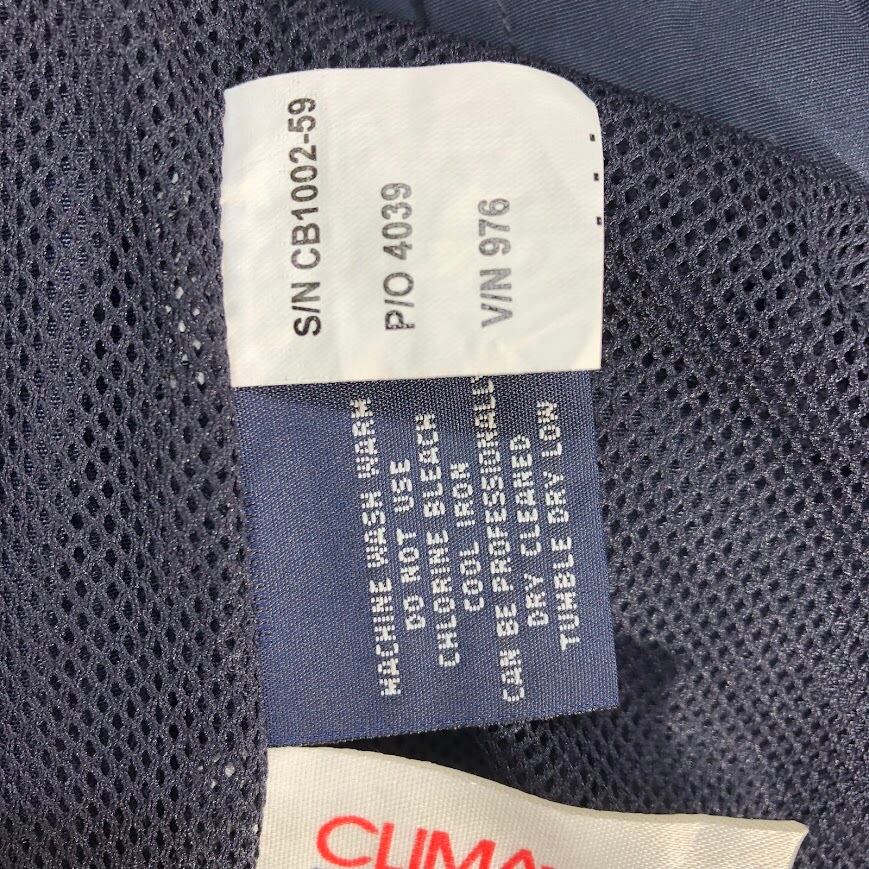 S/N CB1002-59
P/O 4039
V/N 976
MACHINE WASH WARM
DO NOT USE
CHLORINE BLEACH
COOL IRON
CAN BE PROFESSIONALLY
DRY CLEANED
TUMBLE DRY LOW